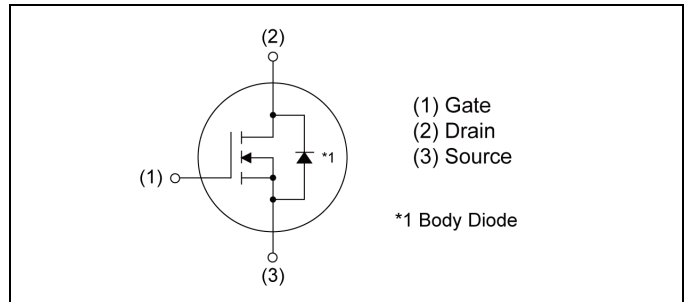 (2)
(1) Gate
(2) Drain
(3) Source
*1
(1)
*1 Body Diode
(3)